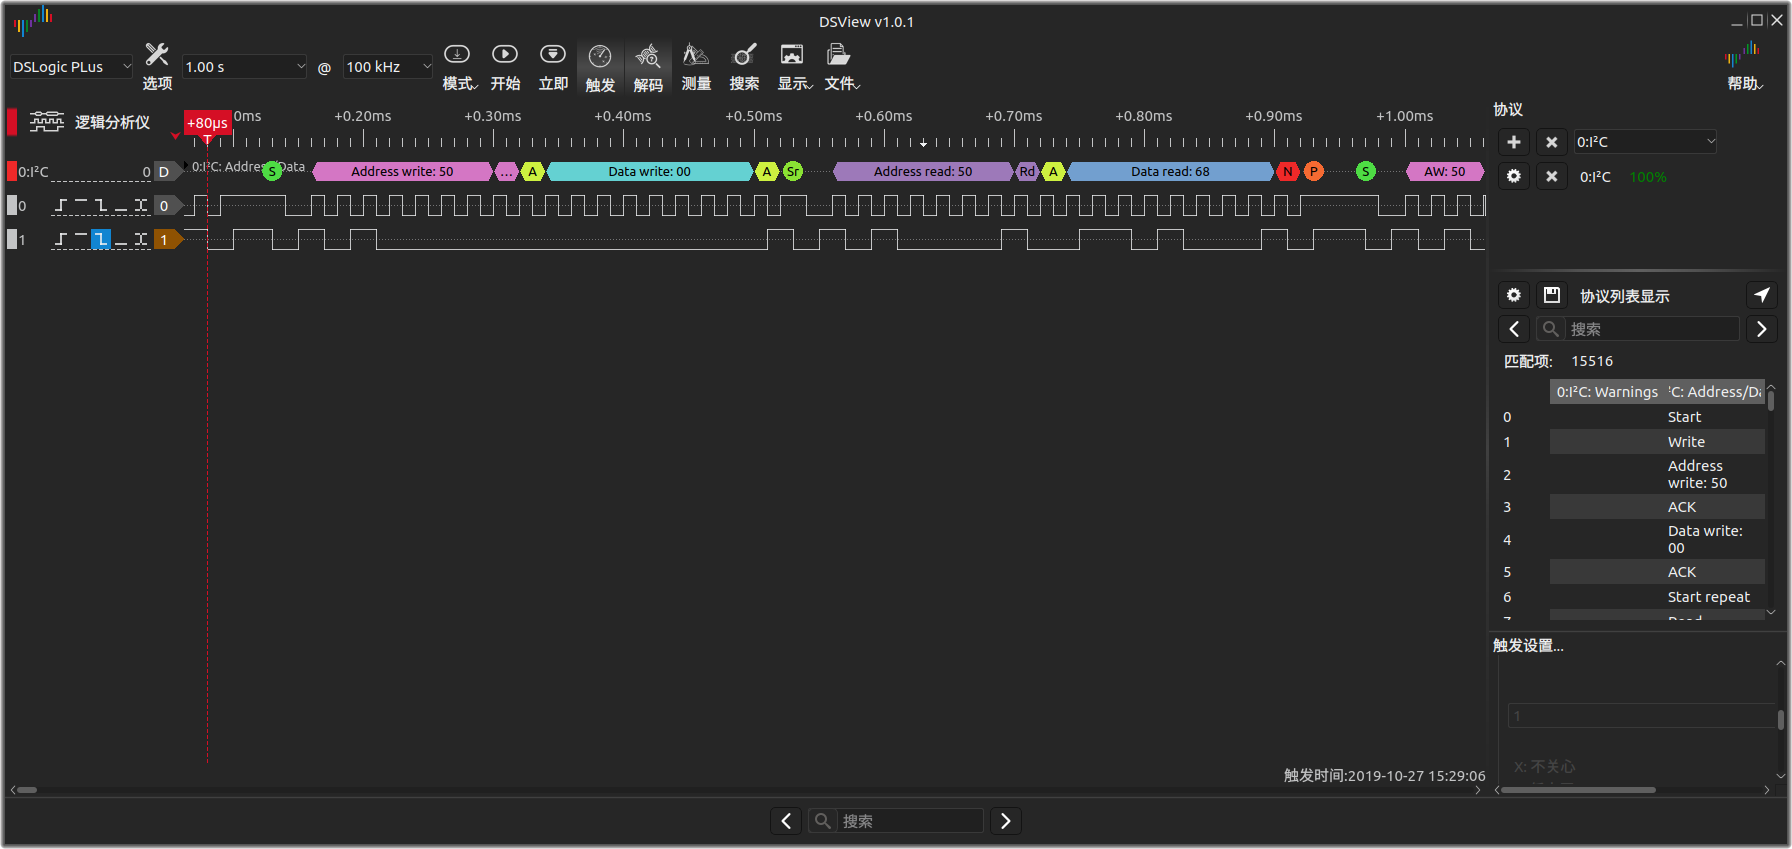 DSView v1.0.1
DSLogic PLus
选项
1.00 s
@
100 kHz
模式
开始
立即
触发
解码
测量
搜索
显示
文件
帮助
逻辑分析仪
+80µs
0ms
+0.20ms
+0.30ms
+0.40ms
+0.50ms
+0.60ms
+0.70ms
+0.80ms
+0.90ms
+1.00ms
T
0:I²C
0
D
0:I²C: Address/Data
S
Address write: 50
...
A
Data write: 00
A
Sr
Address read: 50
Rd
A
Data read: 68
N
P
S
AW: 50
0
0
1
1
触发时间:2019-10-27 15:29:06
搜索
协议
0:I²C
0:I²C
100%
协议列表显示
搜索
匹配项:
15516
0:I²C: Warnings
²C: Address/Da
0
Start
1
Write
2
Address
write: 50
3
ACK
4
Data write:
00
5
ACK
6
Start repeat
7
Read
触发设置...
1
X: 不关心